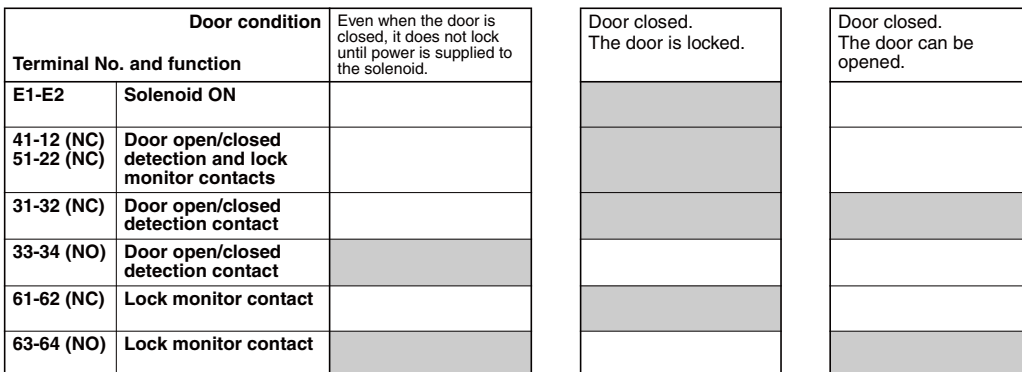 Door condition
Terminal No. and function
Even when the door is
closed, it does not lock
until power is supplied to
the solenoid.
Door closed.
The door is locked.
Door closed.
The door can be
opened.
E1-E2 Solenoid ON
41-12 (NC) Door open/closed
51-22 (NC) detection and lock
monitor contacts
31-32 (NC) Door open/closed
detection contact
33-34 (NO) Door open/closed
detection contact
61-62 (NC) Lock monitor contact
63-64 (NO) Lock monitor contact